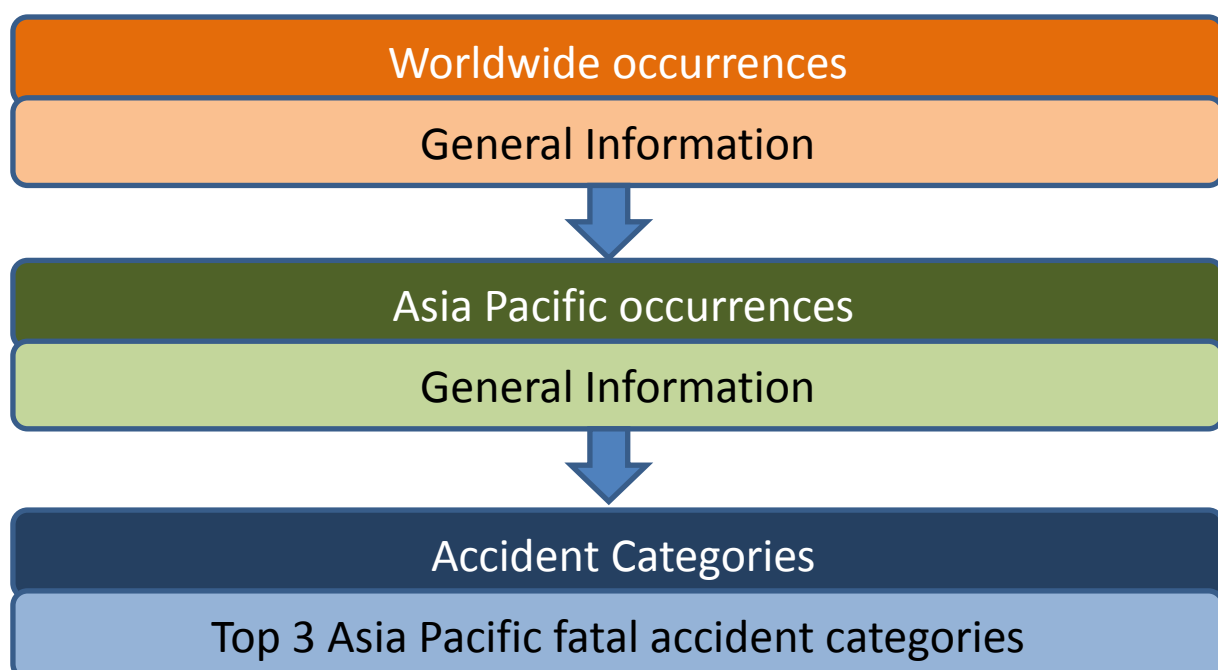 Worldwide occurrences
General Information
Asia Pacific occurrences
General Information
Accident Categories
Top 3 Asia Pacific fatal accident categories